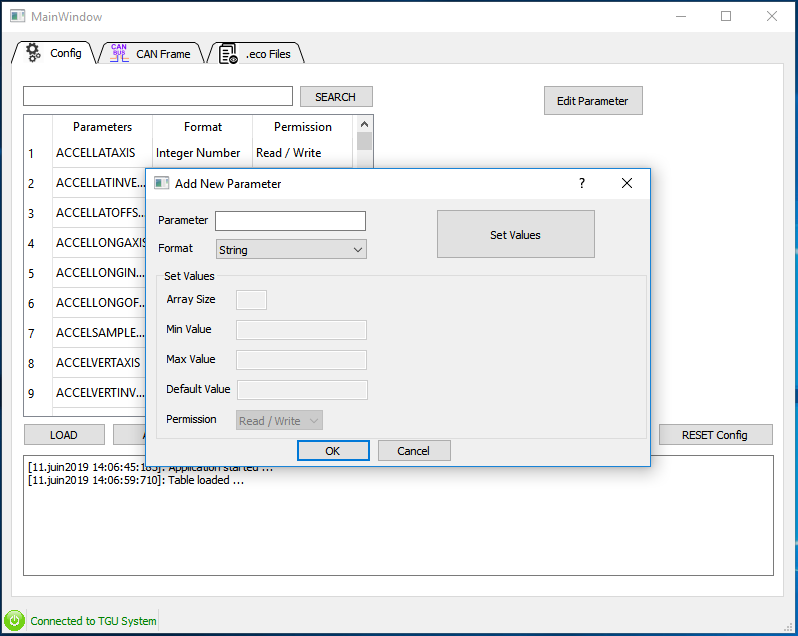 MainWindow
Config
CAN BUS
CAN Frame
.eco Files
SEARCH
Edit Parameter
Parameters Format Permission
1 ACCELLATAXIS Integer Number Read / Write
2 ACCELLATINVE...
3 ACCELLATOFFS...
4 ACCELLONGAXIS
5 ACCELLONGIN...
6 ACCELLONGOF...
7 ACCELSAMPLE...
8 ACCELVERTAXIS
9 ACCELVERTINV...
Add New Parameter
?
Parameter
Set Values
Format String
Set Values
Array Size
Min Value
Max Value
Default Value
Permission Read / Write
OK Cancel
LOAD
RESET Config
[11.juin2019 14:06:45:185]: Application started ...
[11.juin2019 14:06:59:710]: Table loaded ...
Connected to TGU System